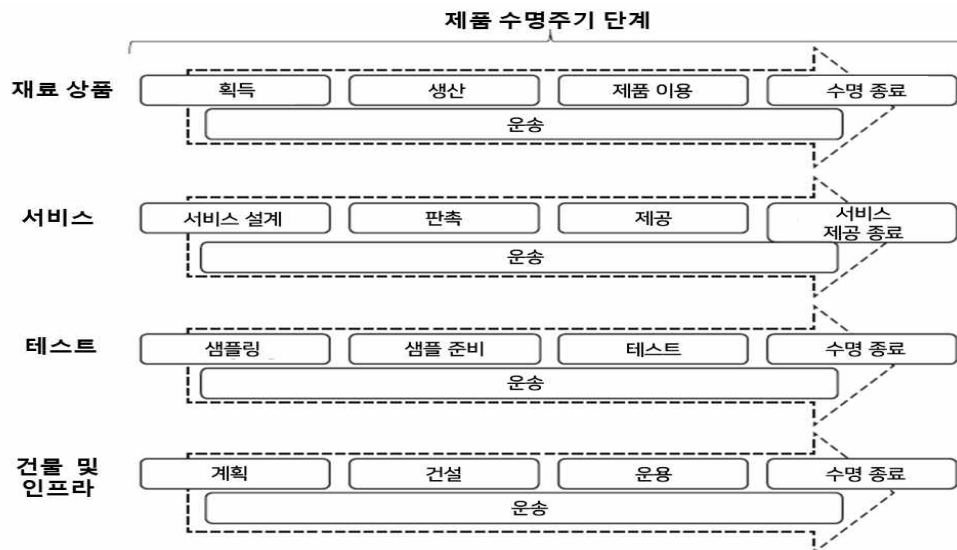 제품 수명주기 단계
재료 상품
획득
생산
제품 이용
수명 종료
운송
서비스
서비스 설계
판촉
제공
서비스
제공 종료
운송
테스트
샘플링
샘플 준비
테스트
수명 종료
운송
건물 및
인프라
계획
건설
운용
수명 종료
운송